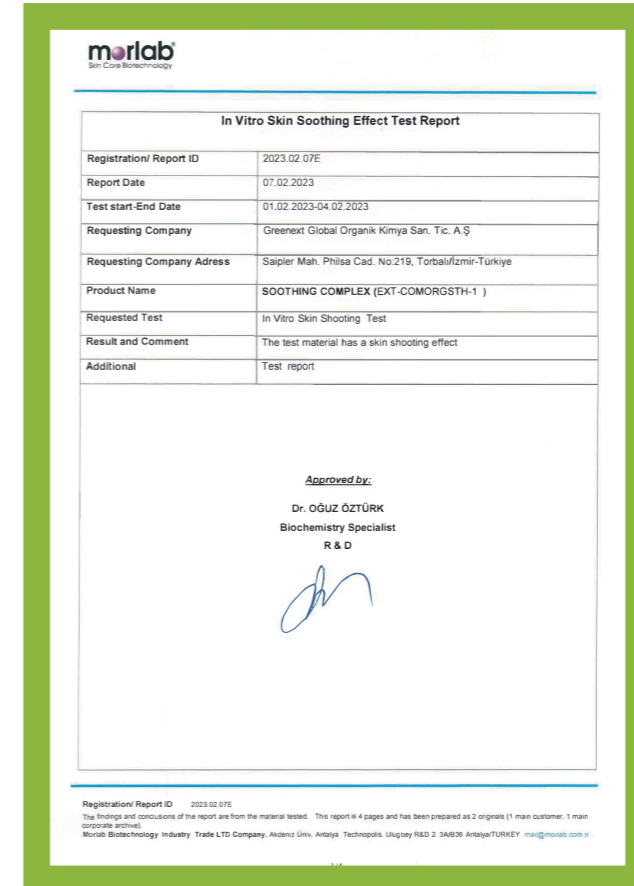 morlab
Skin Care Biotechnology
In Vitro Skin Soothing Effect Test Report
Registration/ Report ID 2023.02.07E
Report Date 07.02.2023
Test start-End Date 01.02.2023-04.02.2023
Requesting Company Greenext Global Organik Kimya San. Tic. A.Ş
Requesting Company Adress Saipler Mah. Philsa Cad. No:219, Torbalı/İzmir-Türkiye
Product Name SOOTHING COMPLEX (EXT-COMORGSTH-1 )
Requested Test In Vitro Skin Shooting Test
Result and Comment The test material has a skin shooting effect
Additional Test report
Approved by:
Dr. OĞUZ ÖZTÜRK
Biochemistry Specialist
R & D
Registration/ Report ID 2023.02.07E
The findings and conclusions of the report are from the material tested. This report is 4 pages and has been prepared as 2 originals (1 main customer, 1 main
corporate archive).
Morlab Biotechnology Industry Trade LTD Company. Akdeniz Üniv. Antalya Technopolis. Ulugbey R&D 2 3A/B36 Antalya/TURKEY mail@morlab.com.tr